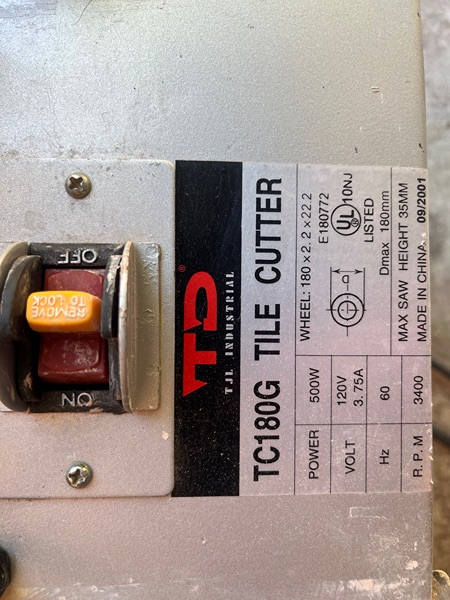 OFF
REMOVE
TO LOCK
ON
TD®
TJL INDUSTRIAL
TC180G TILE CUTTER
POWER 500W WHEEL: 180 x 2.2 x 22.2
VOLT 120V
3.75A
E180772
UL 10NJ
LISTED
D
Hz 60 Dmax 180mm
MAX SAW HEIGHT 35MM
R.P.M 3400 MADE IN CHINA 09/2001